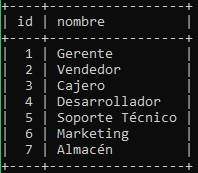 +----+-----------------+
| id | nombre          |
+----+-----------------+
|  1 | Gerente         |
|  2 | Vendedor        |
|  3 | Cajero          |
|  4 | Desarrollador   |
|  5 | Soporte Técnico |
|  6 | Marketing       |
|  7 | Almacén         |
+----+-----------------+